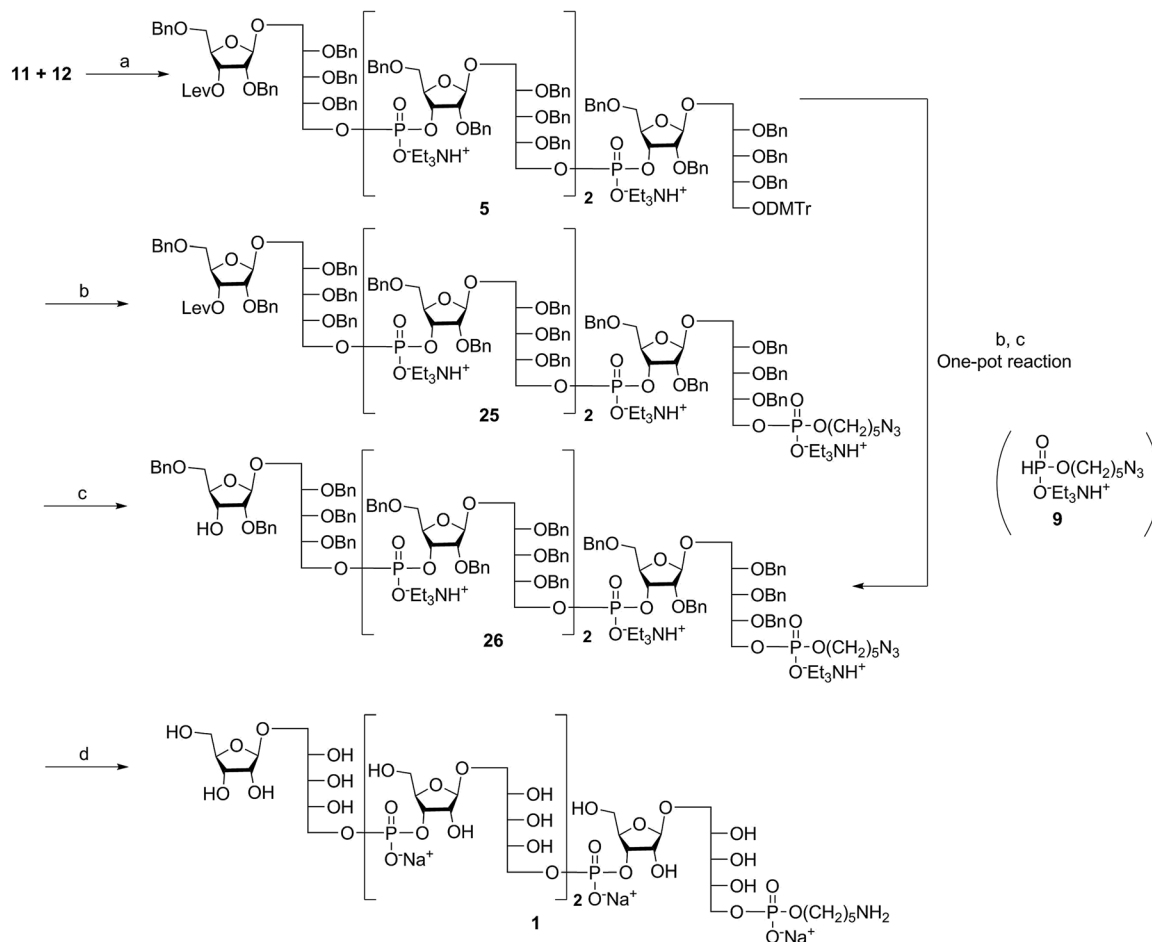 11 + 12
a
BnO
O
O
OBn
OBn
OBn
LevO
OBn
O
O
P
O⁻Et₃NH⁺
O
BnO
O
O
OBn
OBn
OBn
OBn
O
O
P
O⁻Et₃NH⁺
O
BnO
O
O
OBn
OBn
OBn
OBn
ODMTr
5
2
b
BnO
O
O
OBn
OBn
OBn
LevO
OBn
O
O
P
O⁻Et₃NH⁺
O
BnO
O
O
OBn
OBn
OBn
OBn
O
O
P
O⁻Et₃NH⁺
O
BnO
O
O
OBn
OBn
OBn
OBn
O
O
P
O(CH₂)₅N₃
O⁻Et₃NH⁺
25
2
b, c
One-pot reaction
O
HP
O(CH₂)₅N₃
O⁻Et₃NH⁺
9
c
BnO
O
O
OBn
OBn
OBn
HO
OBn
O
O
P
O⁻Et₃NH⁺
O
BnO
O
O
OBn
OBn
OBn
OBn
O
O
P
O⁻Et₃NH⁺
O
BnO
O
O
OBn
OBn
OBn
OBn
O
O
P
O(CH₂)₅N₃
O⁻Et₃NH⁺
26
2
d
HO
O
O
OH
OH
OH
HO
OH
O
O
P
O⁻Na⁺
O
HO
O
O
OH
OH
OH
OH
O
O
P
O⁻Na⁺
O
HO
O
O
OH
OH
OH
OH
O
O
P
O(CH₂)₅NH₂
O⁻Na⁺
1
2